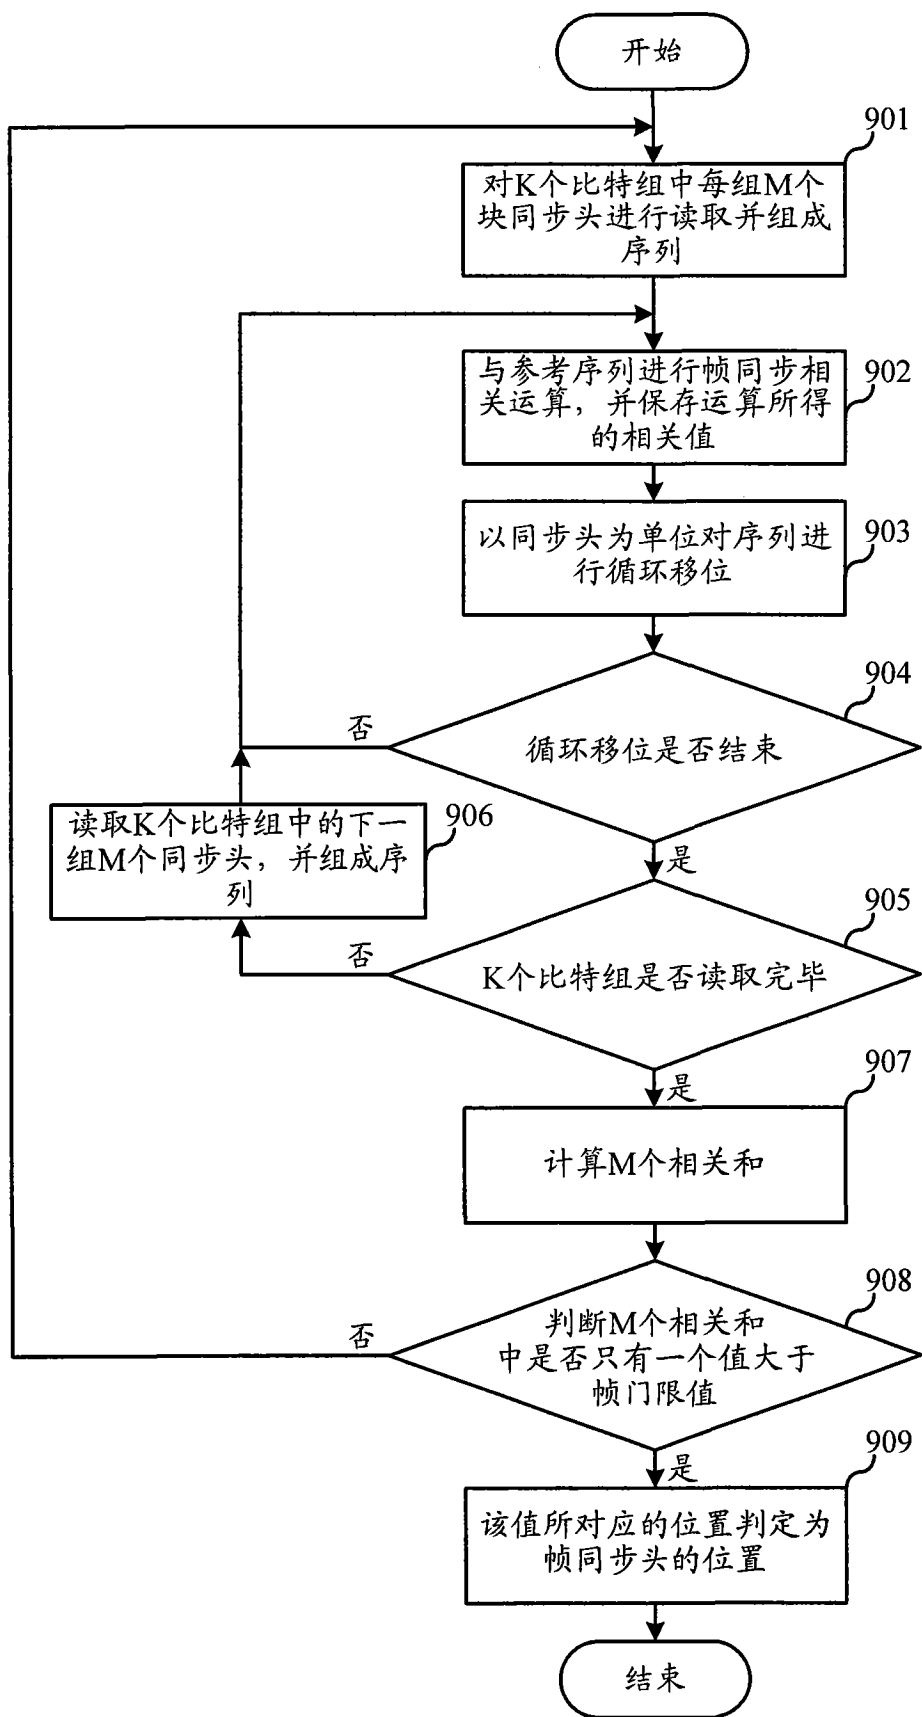 开始
901
对K个比特组中每组M个
块同步头进行读取并组成
序列
与参考序列进行帧同步相
关运算，并保存运算所得
的相关值
902
以同步头为单位对序列进
行循环移位
903
904
循环移位是否结束
否
是
读取K个比特组中的下一
组M个同步头，并组成序
列
906
905
K个比特组是否读取完毕
否
是
907
计算M个相关和
908
判断M个相关和
中是否只有一个值大于
帧门限值
否
是
909
该值所对应的位置判定为
帧同步头的位置
结束